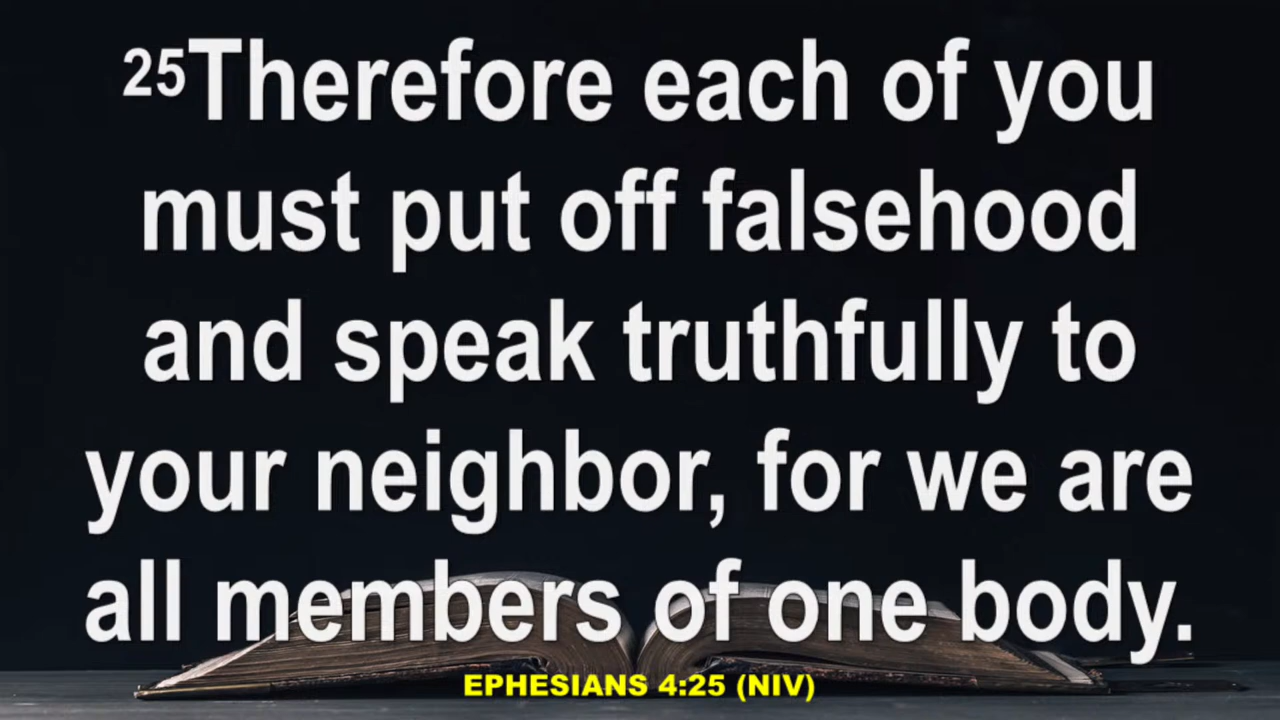 25Therefore each of you
must put off falsehood
and speak truthfully to
your neighbor, for we are
all members of one body.
EPHESIANS 4:25 (NIV)